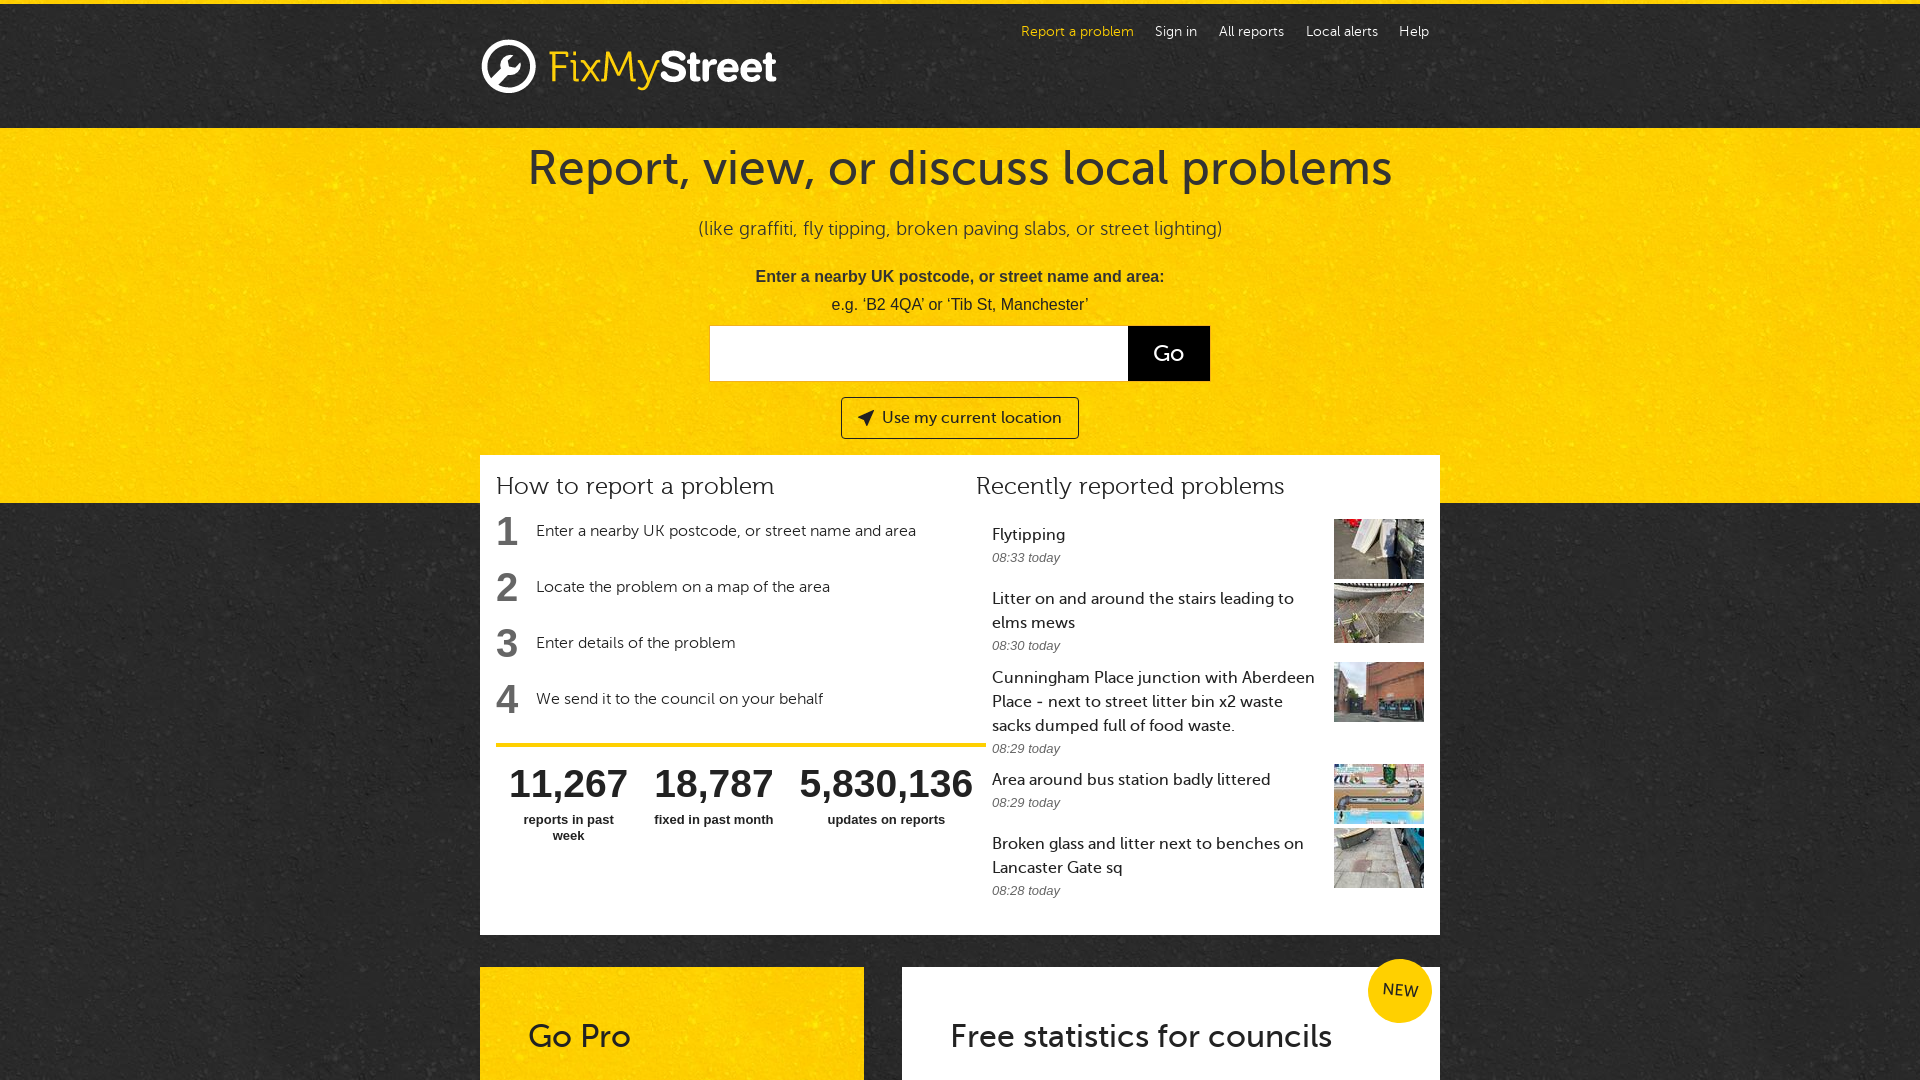 Report a problem Sign in All reports Local alerts Help
FixMyStreet
Report, view, or discuss local problems
(like graffiti, fly tipping, broken paving slabs, or street lighting)
Enter a nearby UK postcode, or street name and area:
e.g. ‘B2 4QA’ or ‘Tib St, Manchester’
Go
Use my current location
How to report a problem
1 Enter a nearby UK postcode, or street name and area
2 Locate the problem on a map of the area
3 Enter details of the problem
4 We send it to the council on your behalf
11,267 18,787 5,830,136
reports in past fixed in past month updates on reports
week
Recently reported problems
Flytipping
08:33 today
Litter on and around the stairs leading to
elms mews
08:30 today
Cunningham Place junction with Aberdeen
Place - next to street litter bin x2 waste
sacks dumped full of food waste.
08:29 today
Area around bus station badly littered
08:29 today
Broken glass and litter next to benches on
Lancaster Gate sq
08:28 today
Go Pro
NEW
Free statistics for councils